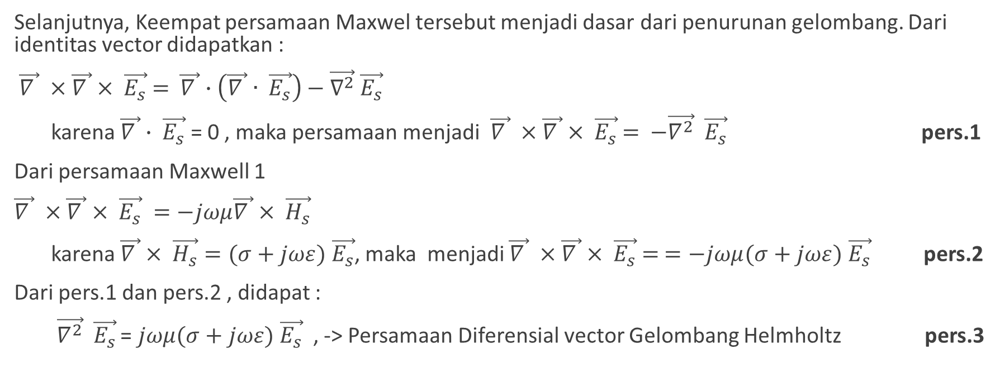 Selanjutnya, Keempat persamaan Maxwel tersebut menjadi dasar dari penurunan gelombang. Dari
identitas vector didapatkan :
$\overrightarrow{\nabla} \times \overrightarrow{\nabla} \times \overrightarrow{E_s} = \overrightarrow{\nabla} \cdot (\overrightarrow{\nabla} \cdot \overrightarrow{E_s}) - \overrightarrow{\nabla^2} \overrightarrow{E_s}$
karena $\overrightarrow{\nabla} \cdot \overrightarrow{E_s} = 0$ , maka persamaan menjadi $\overrightarrow{\nabla} \times \overrightarrow{\nabla} \times \overrightarrow{E_s} = -\overrightarrow{\nabla^2} \overrightarrow{E_s}$ pers.1
Dari persamaan Maxwell 1
$\overrightarrow{\nabla} \times \overrightarrow{\nabla} \times \overrightarrow{E_s} = -j\omega\mu \overrightarrow{\nabla} \times \overrightarrow{H_s}$
karena $\overrightarrow{\nabla} \times \overrightarrow{H_s} = (\sigma + j\omega\varepsilon) \overrightarrow{E_s}$, maka menjadi $\overrightarrow{\nabla} \times \overrightarrow{\nabla} \times \overrightarrow{E_s} = = -j\omega\mu(\sigma + j\omega\varepsilon) \overrightarrow{E_s}$ pers.2
Dari pers.1 dan pers.2 , didapat :
$\overrightarrow{\nabla^2} \overrightarrow{E_s} = j\omega\mu(\sigma + j\omega\varepsilon) \overrightarrow{E_s}$ , -> Persamaan Diferensial vector Gelombang Helmholtz pers.3